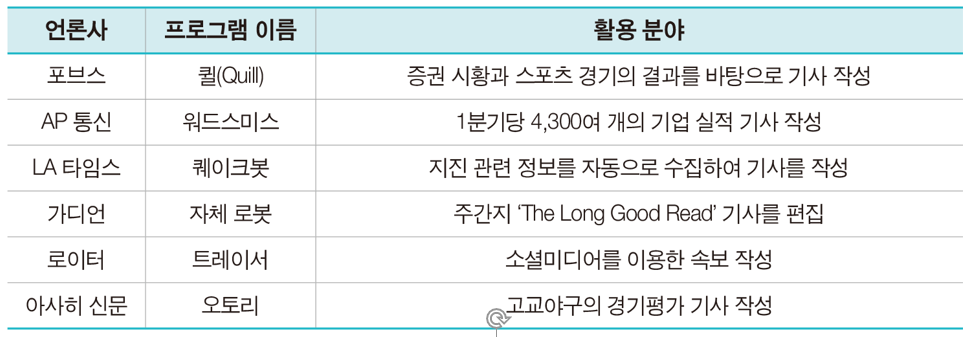 언론사 프로그램 이름 활용 분야
포브스 퀼(Quill) 증권 시황과 스포츠 경기의 결과를 바탕으로 기사 작성
AP 통신 워드스미스 1분기당 4,300여 개의 기업 실적 기사 작성
LA 타임스 퀘이크봇 지진 관련 정보를 자동으로 수집하여 기사를 작성
가디언 자체 로봇 주간지 ‘The Long Good Read’ 기사를 편집
로이터 트레이서 소셜미디어를 이용한 속보 작성
아사히 신문 오토리 고교야구의 경기평가 기사 작성